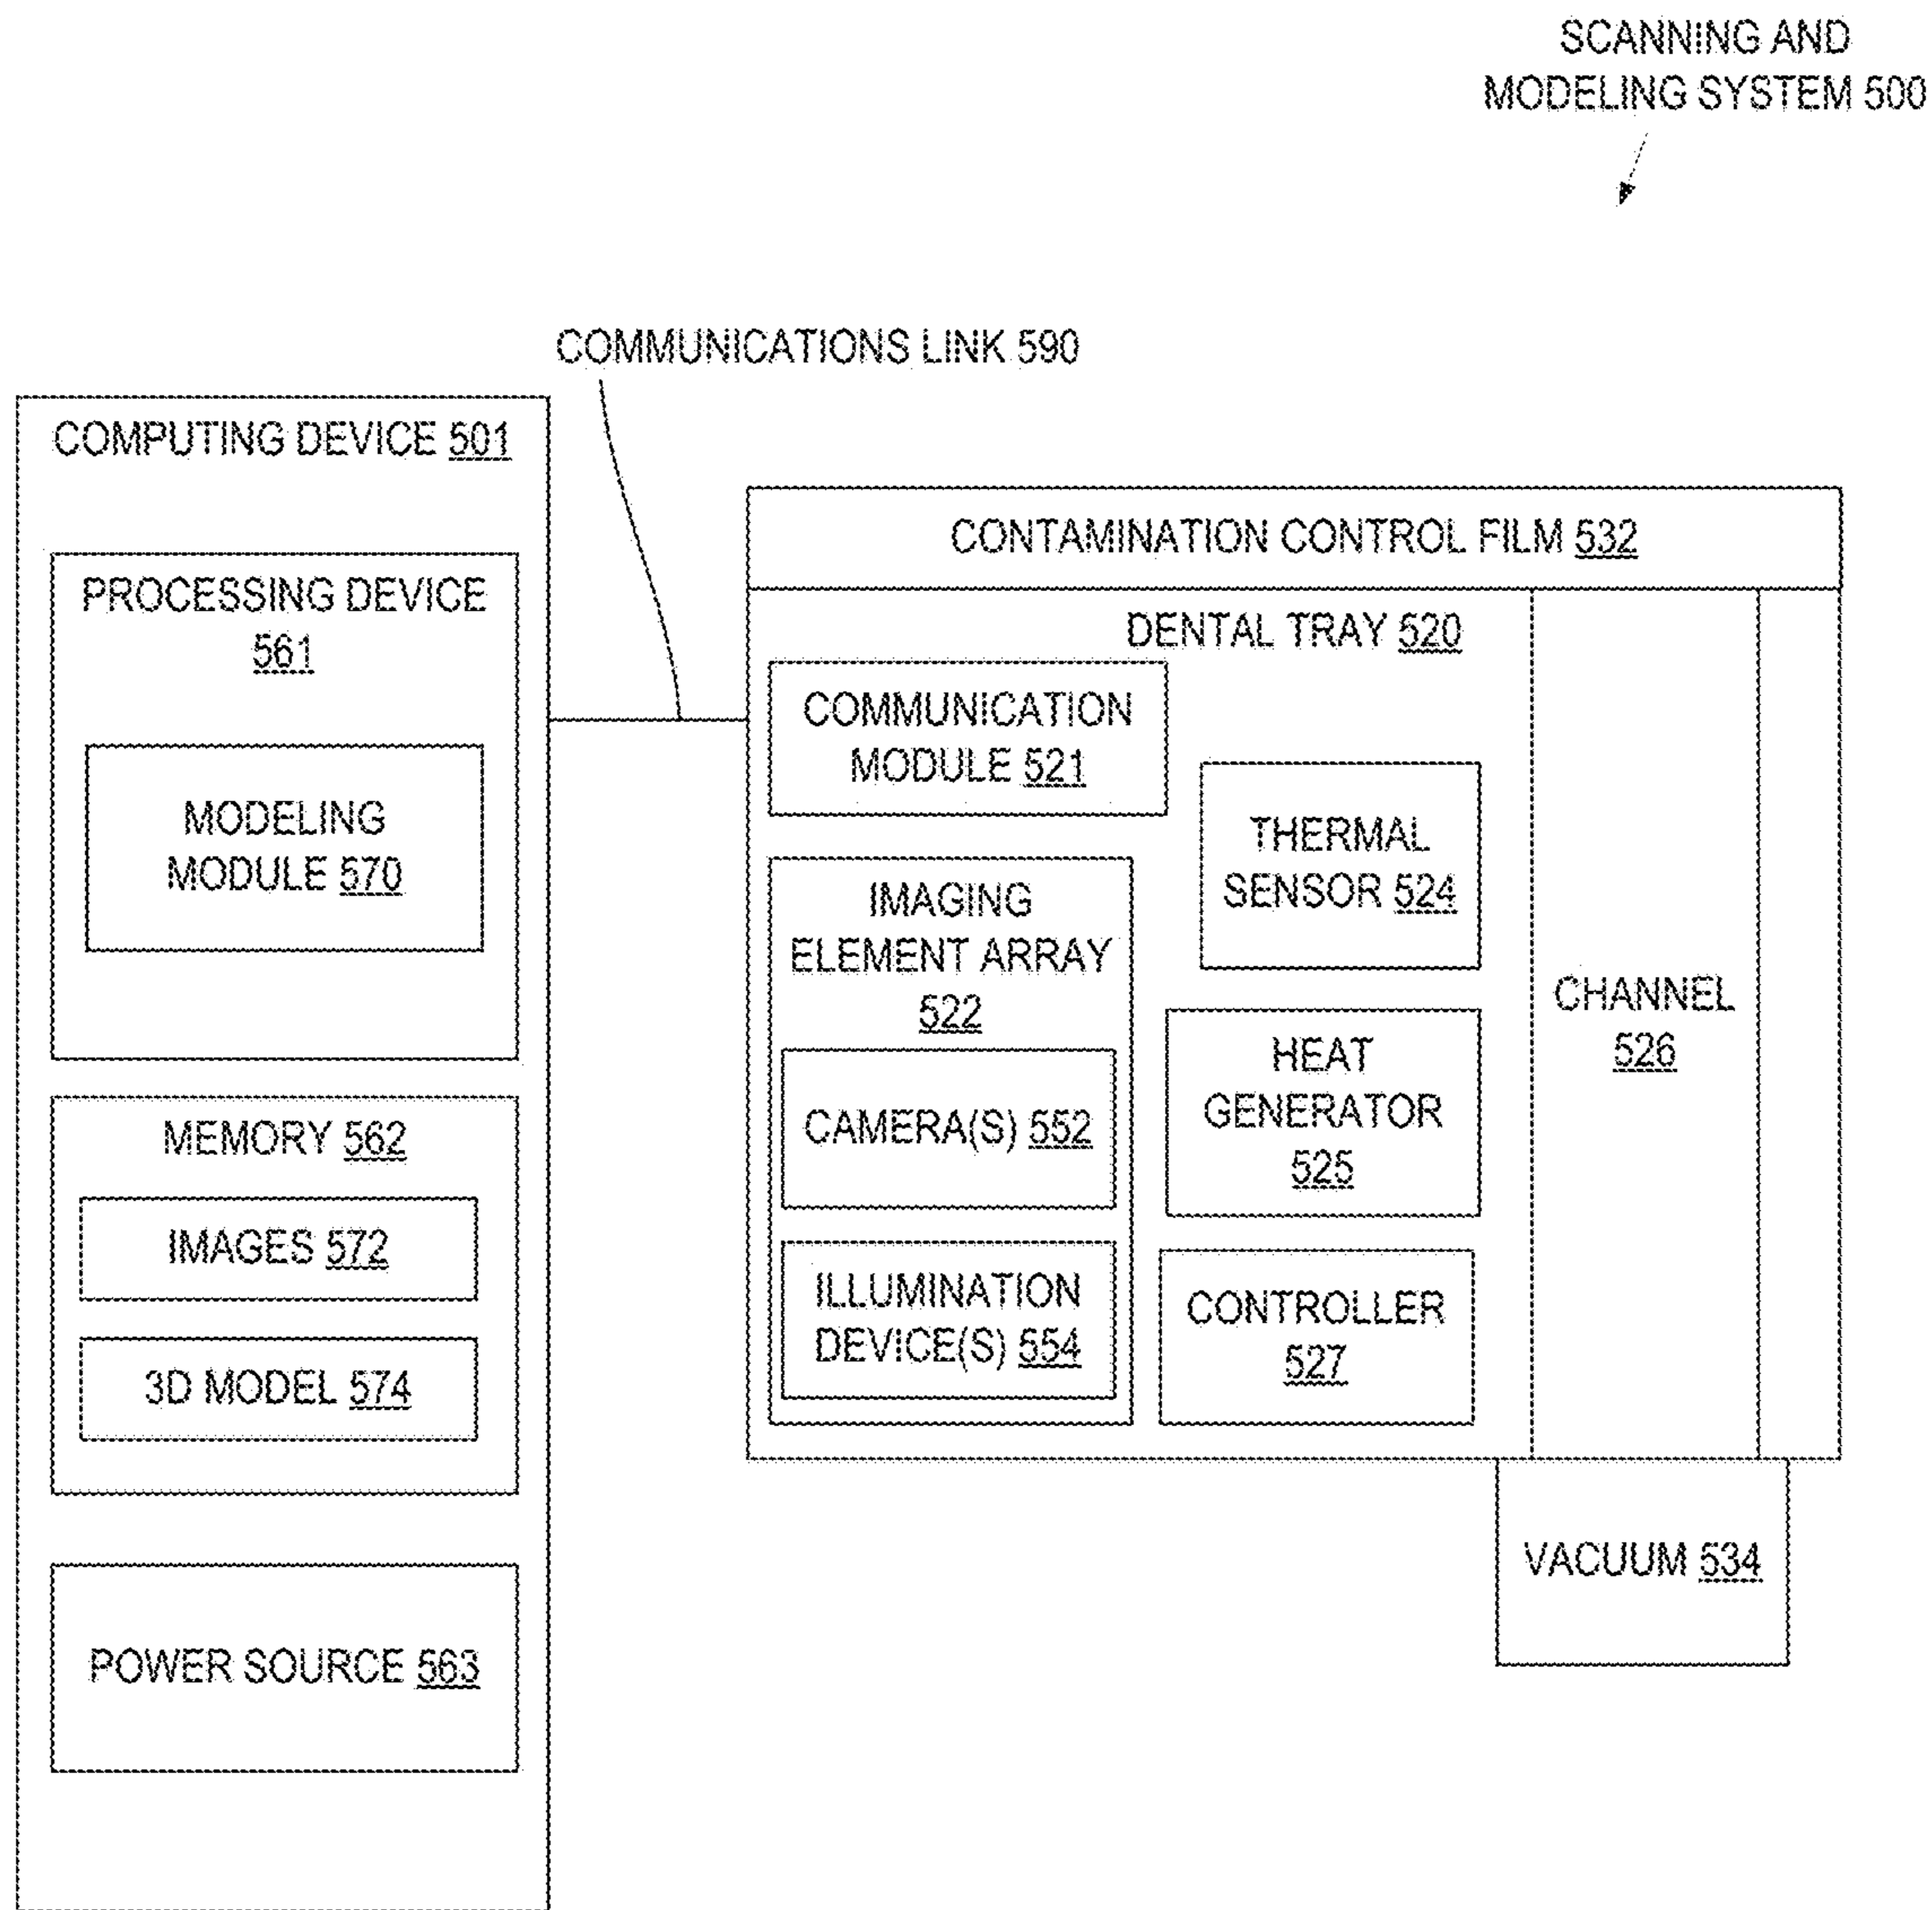 SCANNING AND
MODELING SYSTEM 500
COMMUNICATIONS LINK 590
COMPUTING DEVICE 501
PROCESSING DEVICE
561
MODELING
MODULE 570
MEMORY 562
IMAGES 572
3D MODEL 574
POWER SOURCE 563
CONTAMINATION CONTROL FILM 532
DENTAL TRAY 520
COMMUNICATION
MODULE 521
THERMAL
SENSOR 524
IMAGING
ELEMENT ARRAY
522
CAMERA(S) 552
ILLUMINATION
DEVICE(S) 554
HEAT
GENERATOR
525
CONTROLLER
527
CHANNEL
526
VACUUM 534